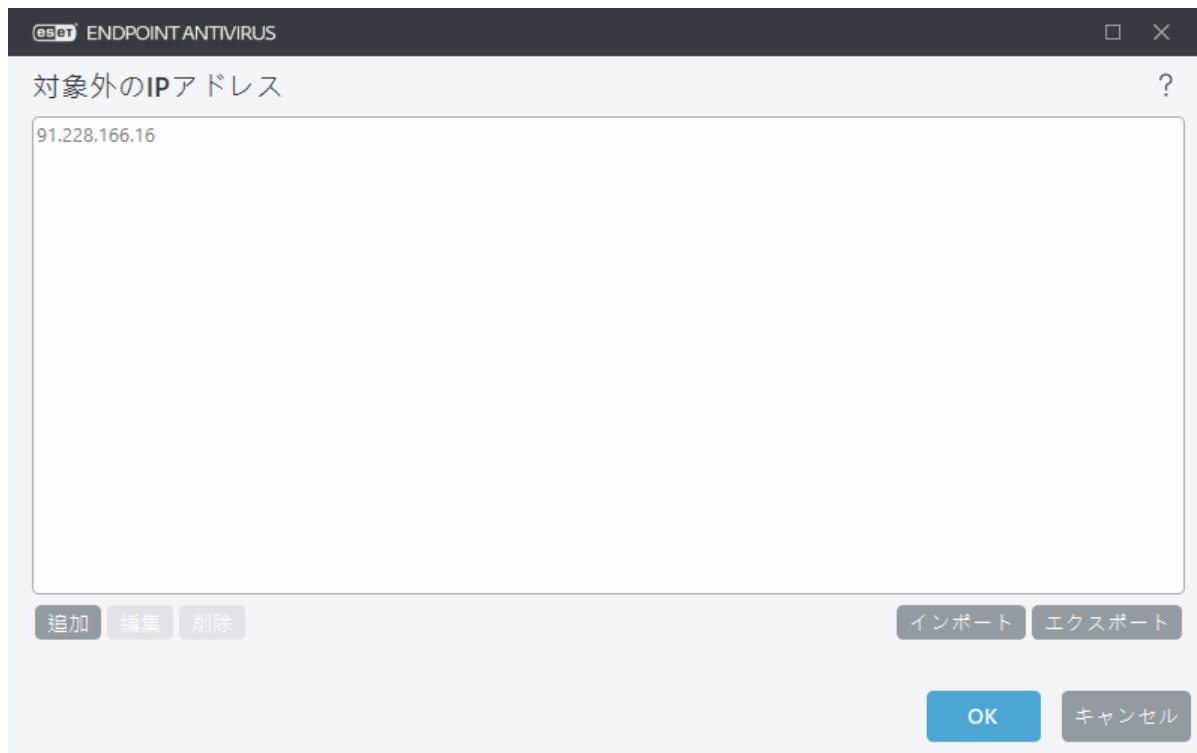 eset ENDPOINT ANTIVIRUS
対象外のIPアドレス
?
91.228.166.16
追加 編集 削除 インポート エクスポート
OK キャンセル